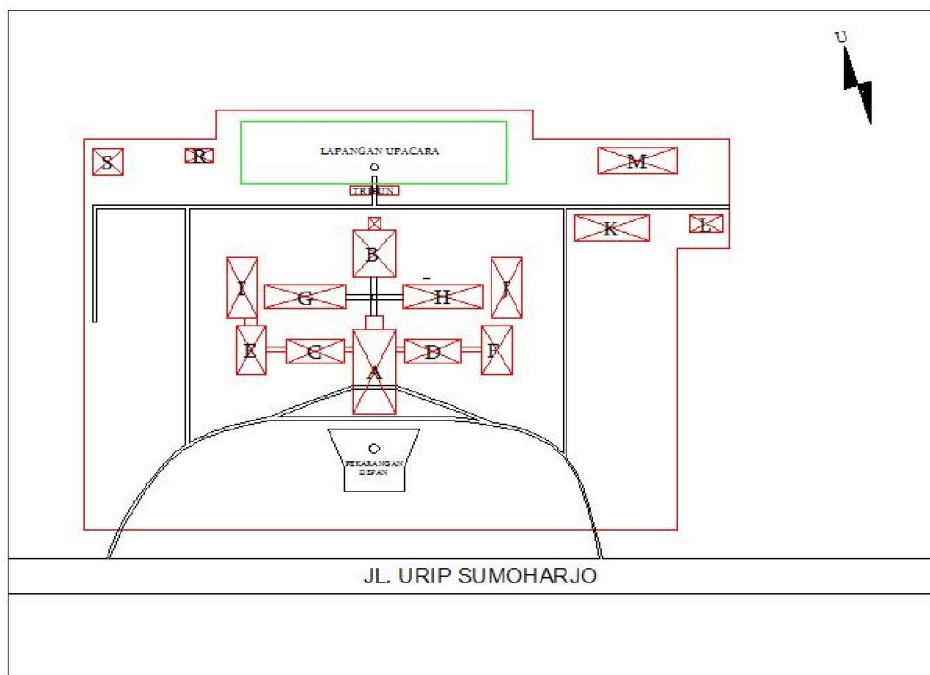 U
LAPANGAN UPACARA
S
R
M
TRIBUN
K
L
B
I
G
H
J
E
C
A
D
F
PEKARANGAN
DEPAN
JL. URIP SUMOHARJO